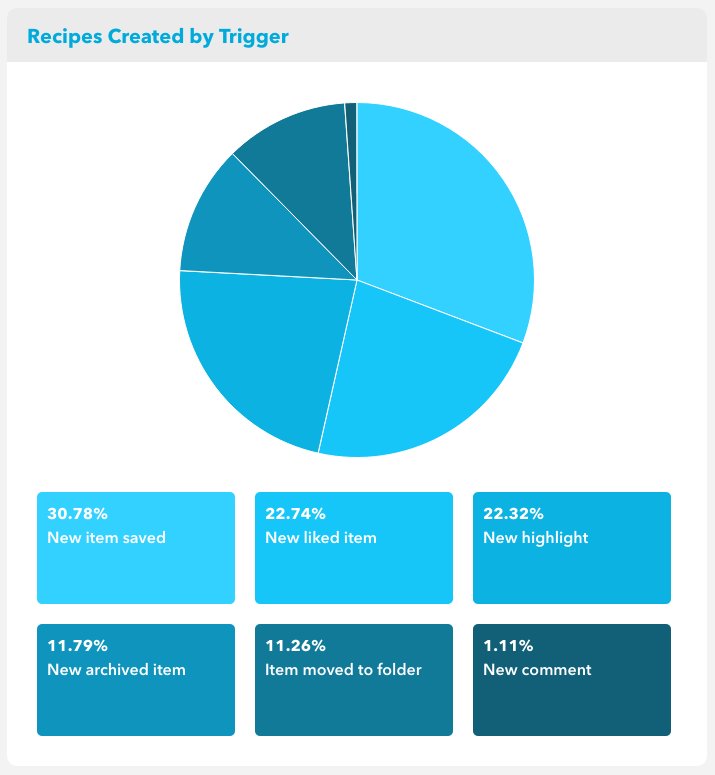 Recipes Created by Trigger
30.78%
New item saved
22.74%
New liked item
22.32%
New highlight
11.79%
New archived item
11.26%
Item moved to folder
1.11%
New comment